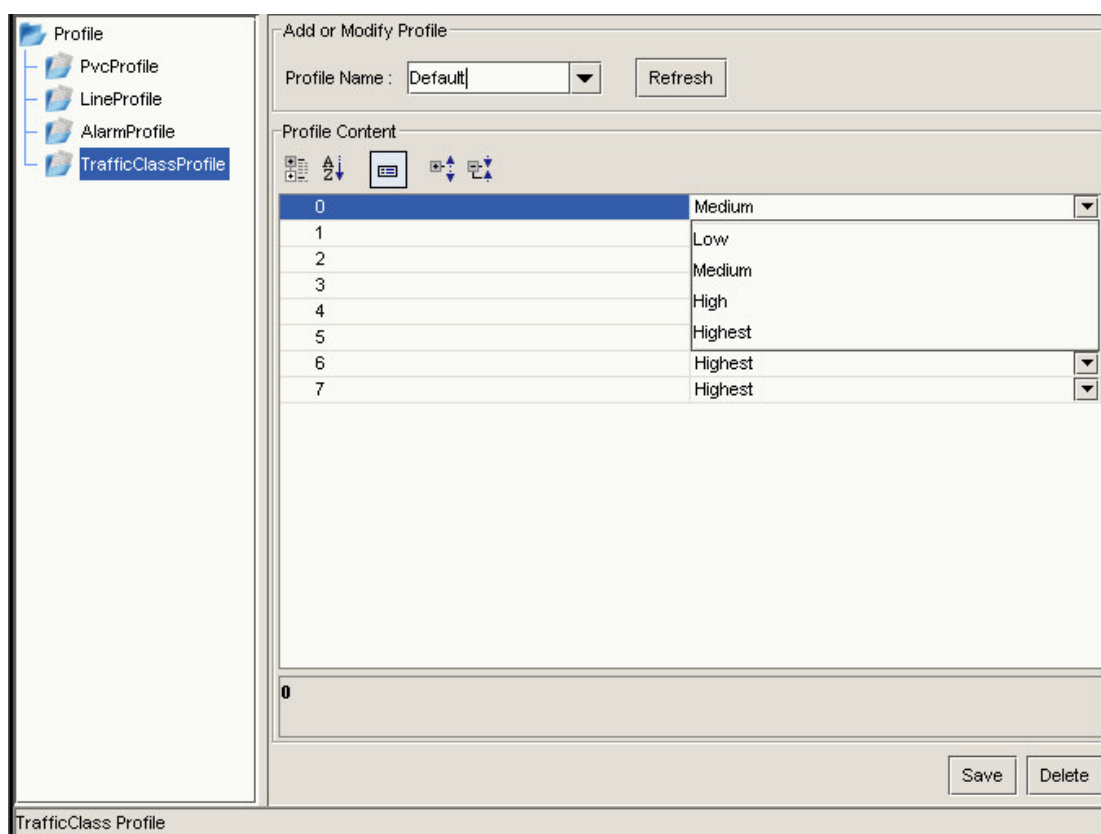 Profile
PvcProfile
LineProfile
AlarmProfile
TrafficClassProfile
Add or Modify Profile
Profile Name : Default
Refresh
Profile Content
0 Medium
1
2
3
4
5
Low
Medium
High
Highest
6 Highest
7 Highest
0
Save Delete
TrafficClass Profile